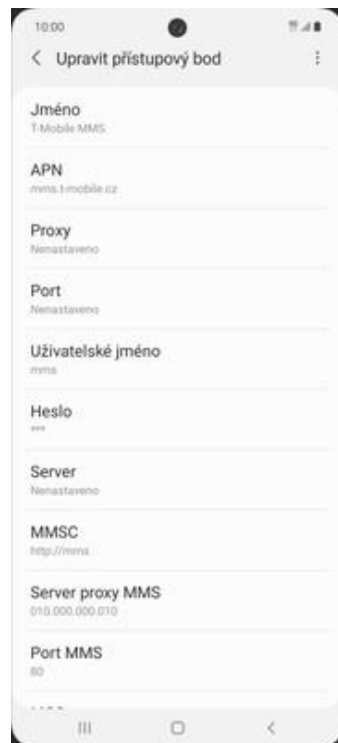 10:00
Upravit přístupový bod
Jméno
T-Mobile MMS
APN
mms.t-mobile.cz
Proxy
Nenastaveno
Port
Nenastaveno
Uživatelské jméno
mms
Heslo
***
Server
Nenastaveno
MMSC
http://mms
Server proxy MMS
010.000.000.010
Port MMS
80